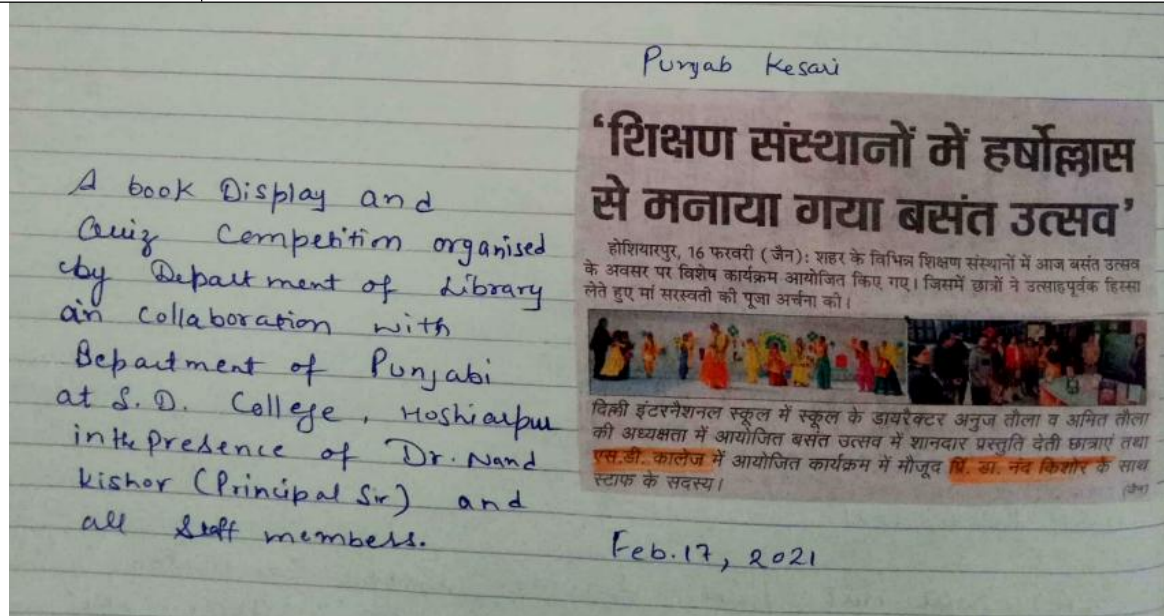 Punjab Kesari
A book Display and
Quiz Competition organised
by Department of Library
in collaboration with
Department of Punjabi
at S.D. College, Hoshiarpur
in the presence of Dr. Nand
Kishor (Principal Sir) and
all Staff members.
‘शिक्षण संस्थानों में हर्षोल्लास
से मनाया गया बसंत उत्सव’
होशियारपुर, 16 फरवरी (जैन): शहर के विभिन्न शिक्षण संस्थानों में आज बसंत उत्सव
के अवसर पर विशेष कार्यक्रम आयोजित किए गए। जिसमें छात्रों ने उत्साहपूर्वक हिस्सा
लेते हुए मां सरस्वती की पूजा अर्चना की।
दिल्ली इंटरनैशनल स्कूल में स्कूल के डायरैक्टर अनुज तौला व अमित तौला
की अध्यक्षता में आयोजित बसंत उत्सव में शानदार प्रस्तुति देती छात्राएं तथा
एस.डी. कालेज में आयोजित कार्यक्रम में मौजूद प्रिं. डा. नंद किशोर के साथ
स्टाफ के सदस्य।
(जैन)
Feb. 17, 2021